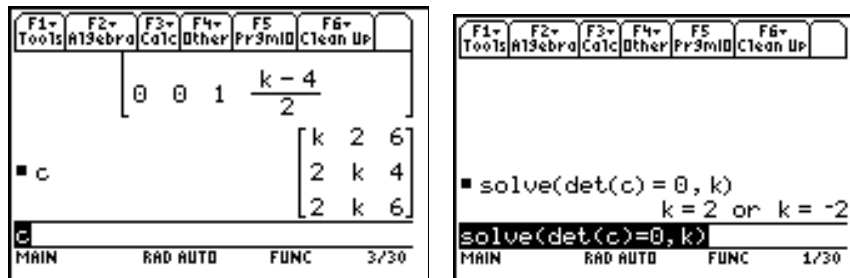 F1 F2 F3 F4 F5 F6
Tools Algebra Calc Other PrgmIO Clean Up
0 0 1 k − 4
2
k 2 6
■ c 2 k 4
2 k 6
c
MAIN RAD AUTO FUNC 3/30
F1 F2 F3 F4 F5 F6
Tools Algebra Calc Other PrgmIO Clean Up
■ solve(det(c) = 0, k)
k = 2 or k = -2
solve(det(c)=0,k)
MAIN RAD AUTO FUNC 1/30